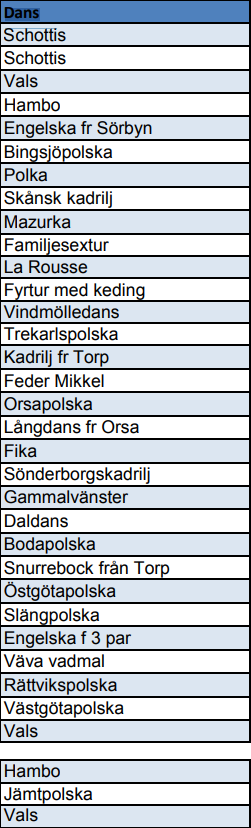 Dans
Schottis
Schottis
Vals
Hambo
Engelska fr Sörbyn
Bingsjöpolska
Polka
Skånsk kadrilj
Mazurka
Familjesextur
La Rousse
Fyrtur med keding
Vindmölledans
Trekarlspolska
Kadrilj fr Torp
Feder Mikkel
Orsapolska
Långdans fr Orsa
Fika
Sönderborgskadrilj
Gammalvänster
Daldans
Bodapolska
Snurrebock från Torp
Östgötapolska
Slängpolska
Engelska f 3 par
Väva vadmal
Rättvikspolska
Västgötapolska
Vals
Hambo
Jämtpolska
Vals